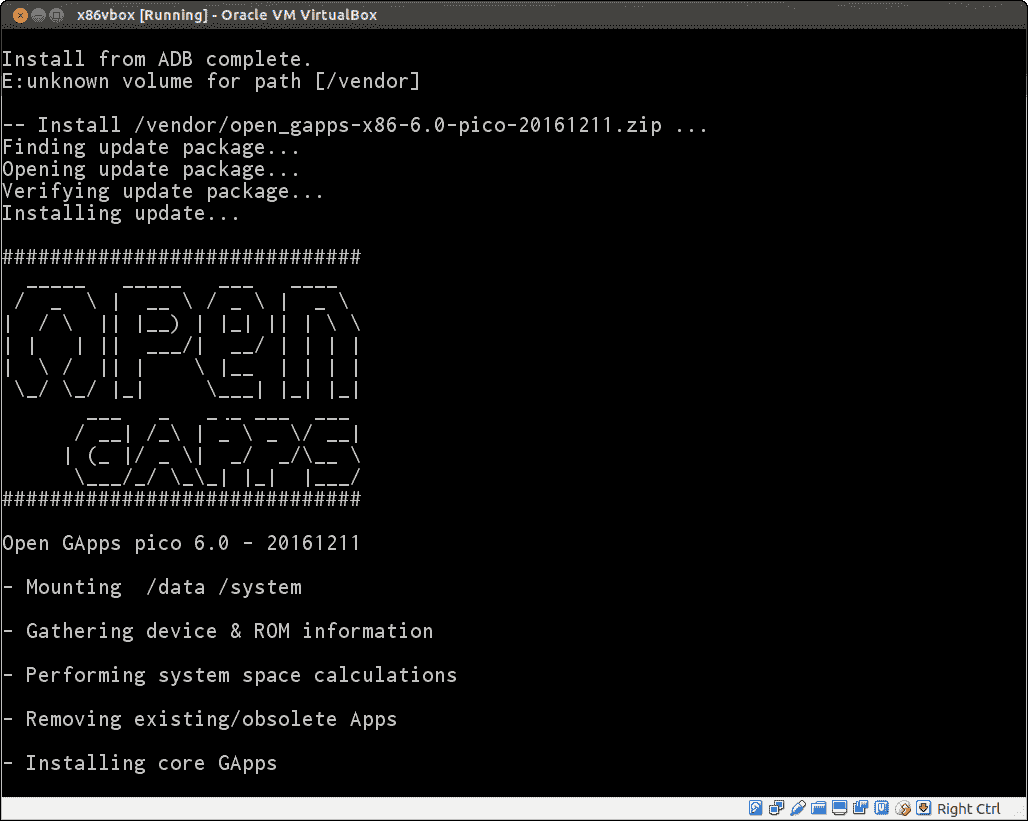 x86vbox [Running] - Oracle VM VirtualBox
Install from ADB complete.
E:unknown volume for path [/vendor]
-- Install /vendor/open_gapps-x86-6.0-pico-20161211.zip ...
Finding update package...
Opening update package...
Verifying update package...
Installing update...
##############################
OPEN
GAPPS
##############################
Open GApps pico 6.0 - 20161211
- Mounting  /data /system
- Gathering device & ROM information
- Performing system space calculations
- Removing existing/obsolete Apps
- Installing core GApps
Right Ctrl